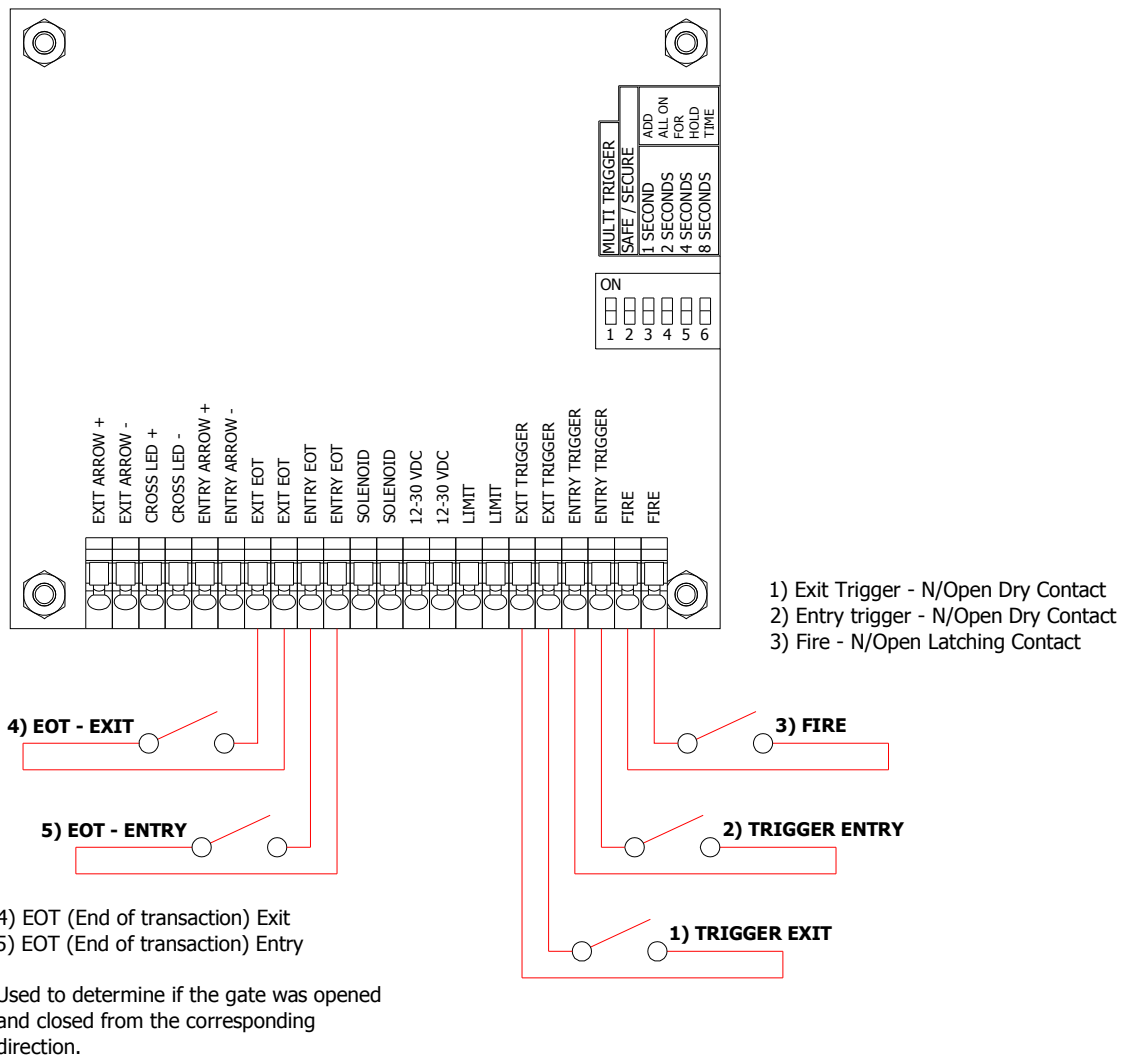 MULTI TRIGGER
SAFE / SECURE
1 SECOND
2 SECONDS
4 SECONDS
8 SECONDS
ADD
ALL ON
FOR
HOLD
TIME
ON
1 2 3 4 5 6
EXIT ARROW +
EXIT ARROW -
CROSS LED +
CROSS LED -
ENTRY ARROW +
ENTRY ARROW -
EXIT EOT
EXIT EOT
ENTRY EOT
ENTRY EOT
SOLENOID
SOLENOID
12-30 VDC
12-30 VDC
LIMIT
LIMIT
EXIT TRIGGER
EXIT TRIGGER
ENTRY TRIGGER
ENTRY TRIGGER
FIRE
FIRE
1) Exit Trigger - N/Open Dry Contact
2) Entry trigger - N/Open Dry Contact
3) Fire - N/Open Latching Contact
4) EOT - EXIT
3) FIRE
5) EOT - ENTRY
2) TRIGGER ENTRY
1) TRIGGER EXIT
4) EOT (End of transaction) Exit
5) EOT (End of transaction) Entry
Used to determine if the gate was opened
and closed from the corresponding
direction.